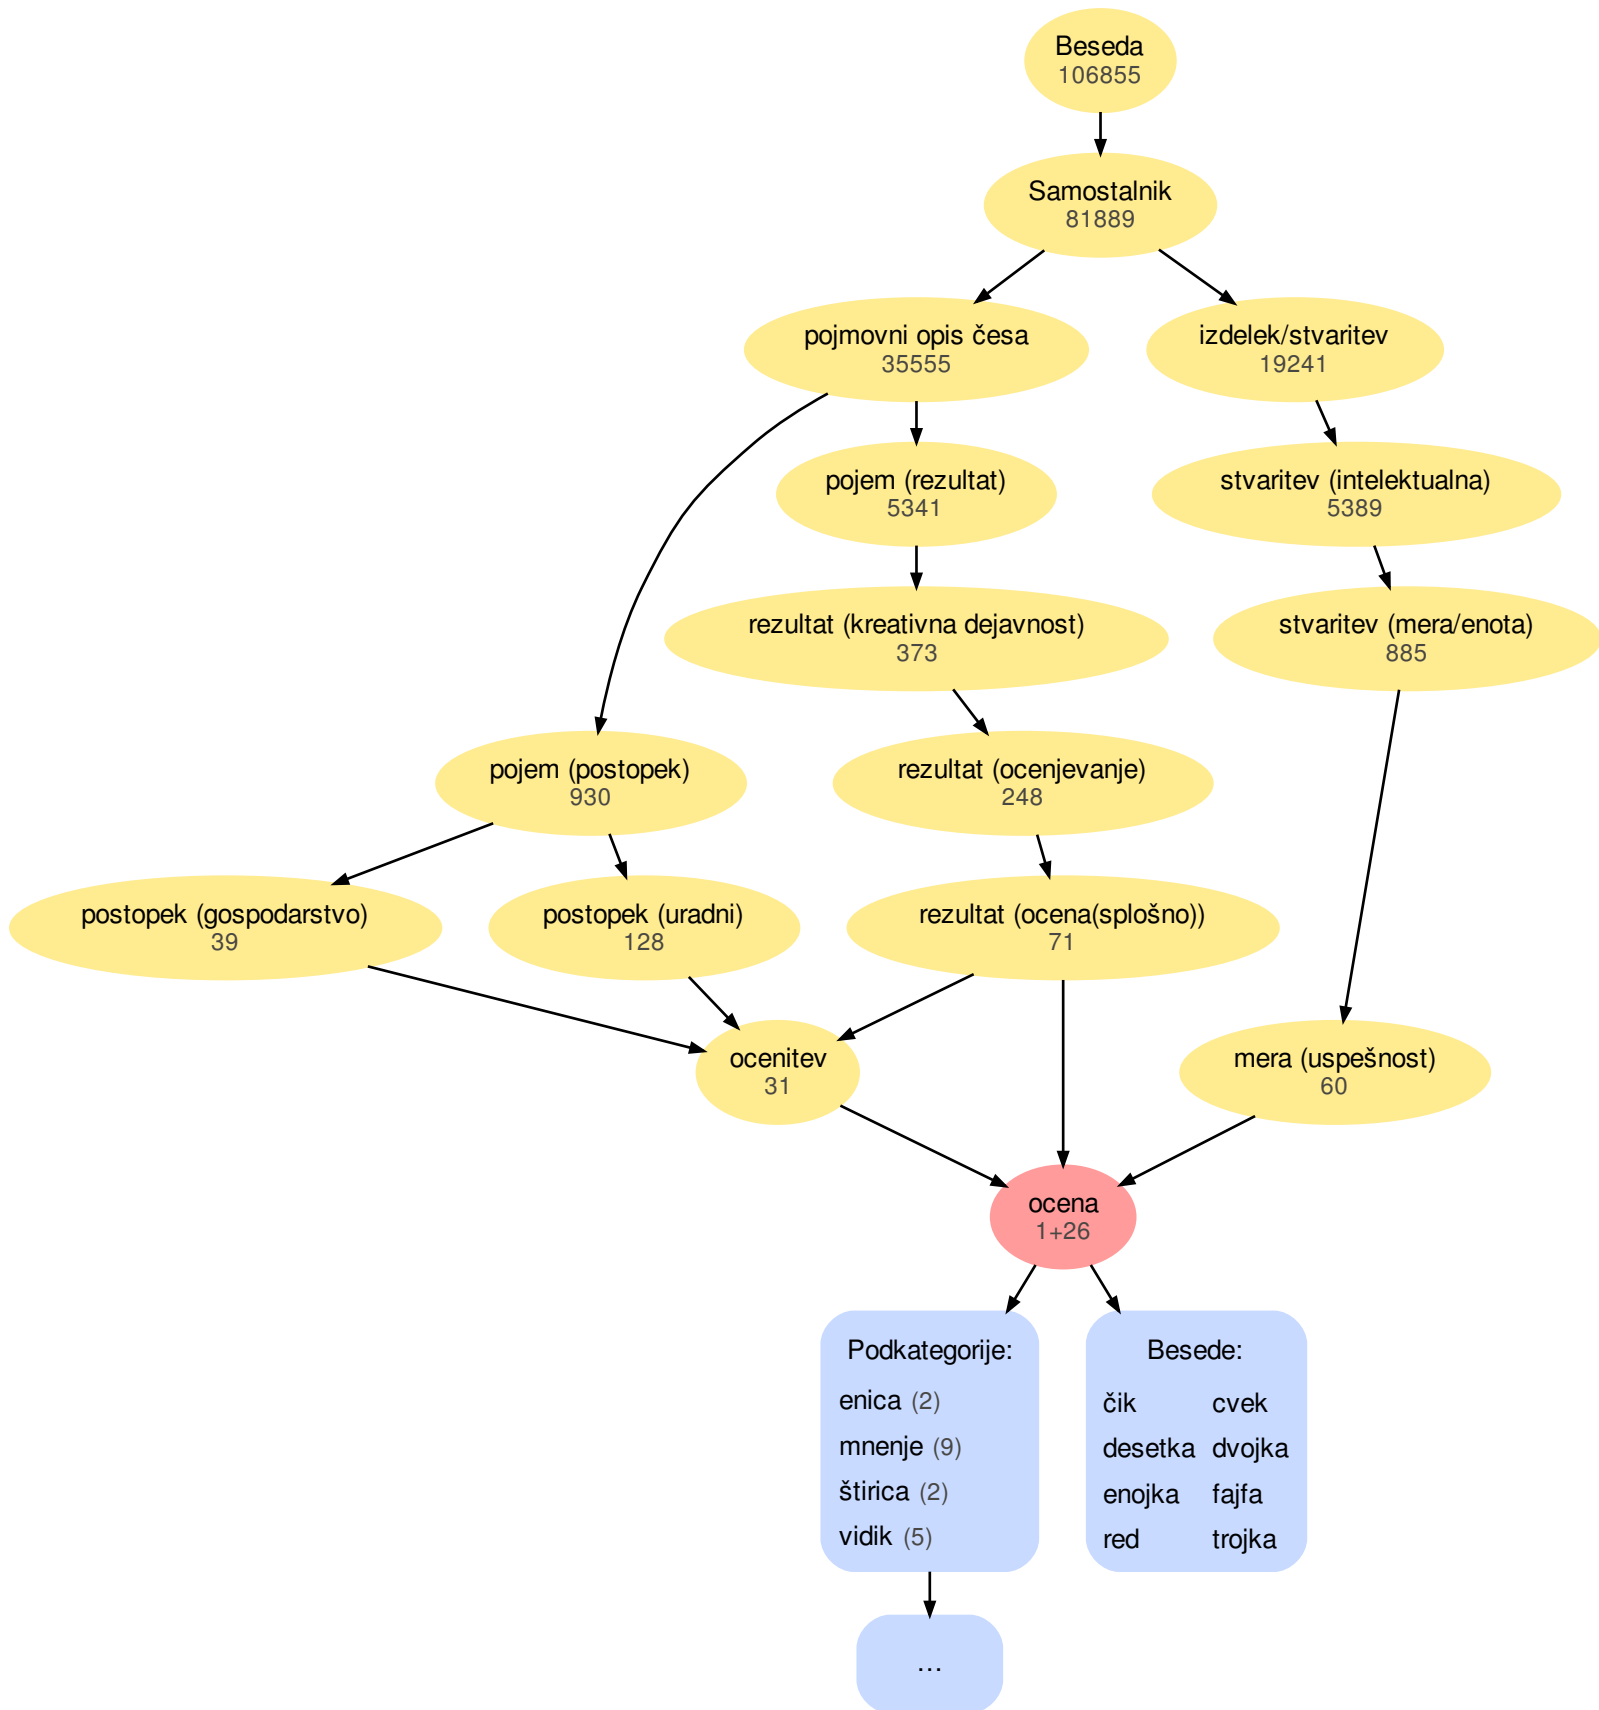 Beseda
106855
Samostalnik
81889
pojmovni opis česa
35555
izdelek/stvaritev
19241
pojem (rezultat)
5341
stvaritev (intelektualna)
5389
rezultat (kreativna dejavnost)
373
stvaritev (mera/enota)
885
pojem (postopek)
930
rezultat (ocenjevanje)
248
postopek (gospodarstvo)
39
postopek (uradni)
128
rezultat (ocena(splošno))
71
ocenitev
31
mera (uspešnost)
60
ocena
1+26
Podkategorije:
enica (2)
mnenje (9)
štirica (2)
vidik (5)
Besede:
čik cvek
desetka dvojka
enojka fajfa
red trojka
...